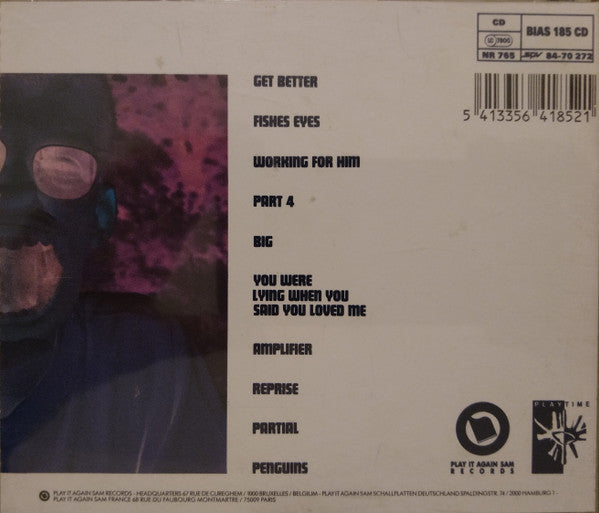 CD
BIAS 185 CD
LC 7800
NR 765
SPV 84-70 272
5 413356 418521
GET BETTER
FISHES EYES
WORKING FOR HIM
PART 4
BIG
YOU WERE
LYING WHEN YOU
SAID YOU LOVED ME
AMPLIFIER
REPRISE
PARTIAL
PENGUINS
PLAY IT AGAIN SAM
RECORDS
PLAYTIME
PLAY IT AGAIN SAM RECORDS - HEADQUARTERS 67 RUE DE CUREGHEM / 1000 BRUXELLES / BELGIUM - PLAY IT AGAIN SAM SCHALLPLATTEN DEUTSCHLAND SPALDINGSTR. 74 / 2000 HAMBURG 1 -
PLAY IT AGAIN SAM FRANCE 68 RUE DU FAUBOURG MONTMARTRE / 75009 PARIS